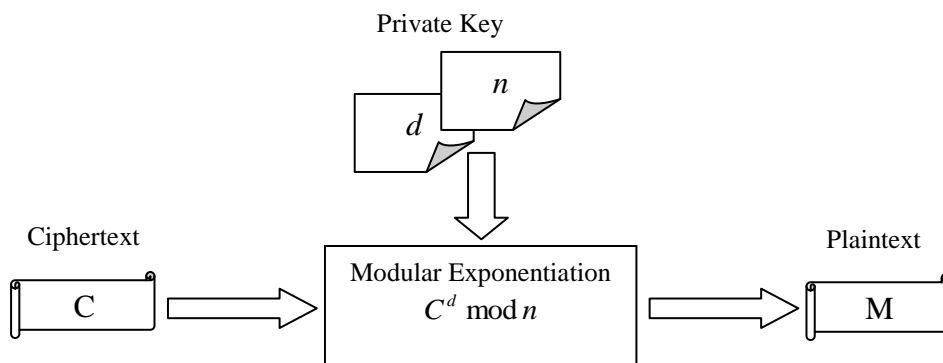 Private Key
n
d
Ciphertext
Plaintext
C
Modular Exponentiation
C^d mod n
M